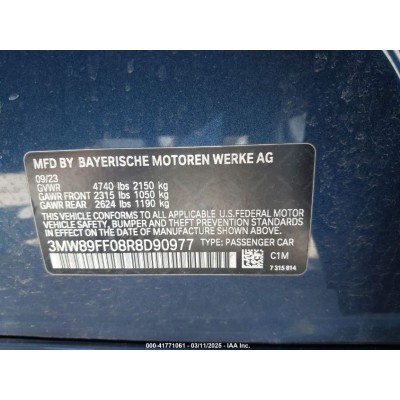 MFD BY BAYERISCHE MOTOREN WERKE AG
09/23
GVWR 4740 lbs 2150 kg
GAWR FRONT 2315 lbs 1050 kg
GAWR REAR 2624 lbs 1190 kg
THIS VEHICLE CONFORMS TO ALL APPLICABLE U.S. FEDERAL MOTOR
VEHICLE SAFETY, BUMPER, AND THEFT PREVENTION STANDARDS
IN EFFECT ON THE DATE OF MANUFACTURE SHOWN ABOVE.
3MW89FF08R8D90977 TYPE: PASSENGER CAR
C1M
7 315 814
000-41771061 - 03/11/2025 - IAA Inc.